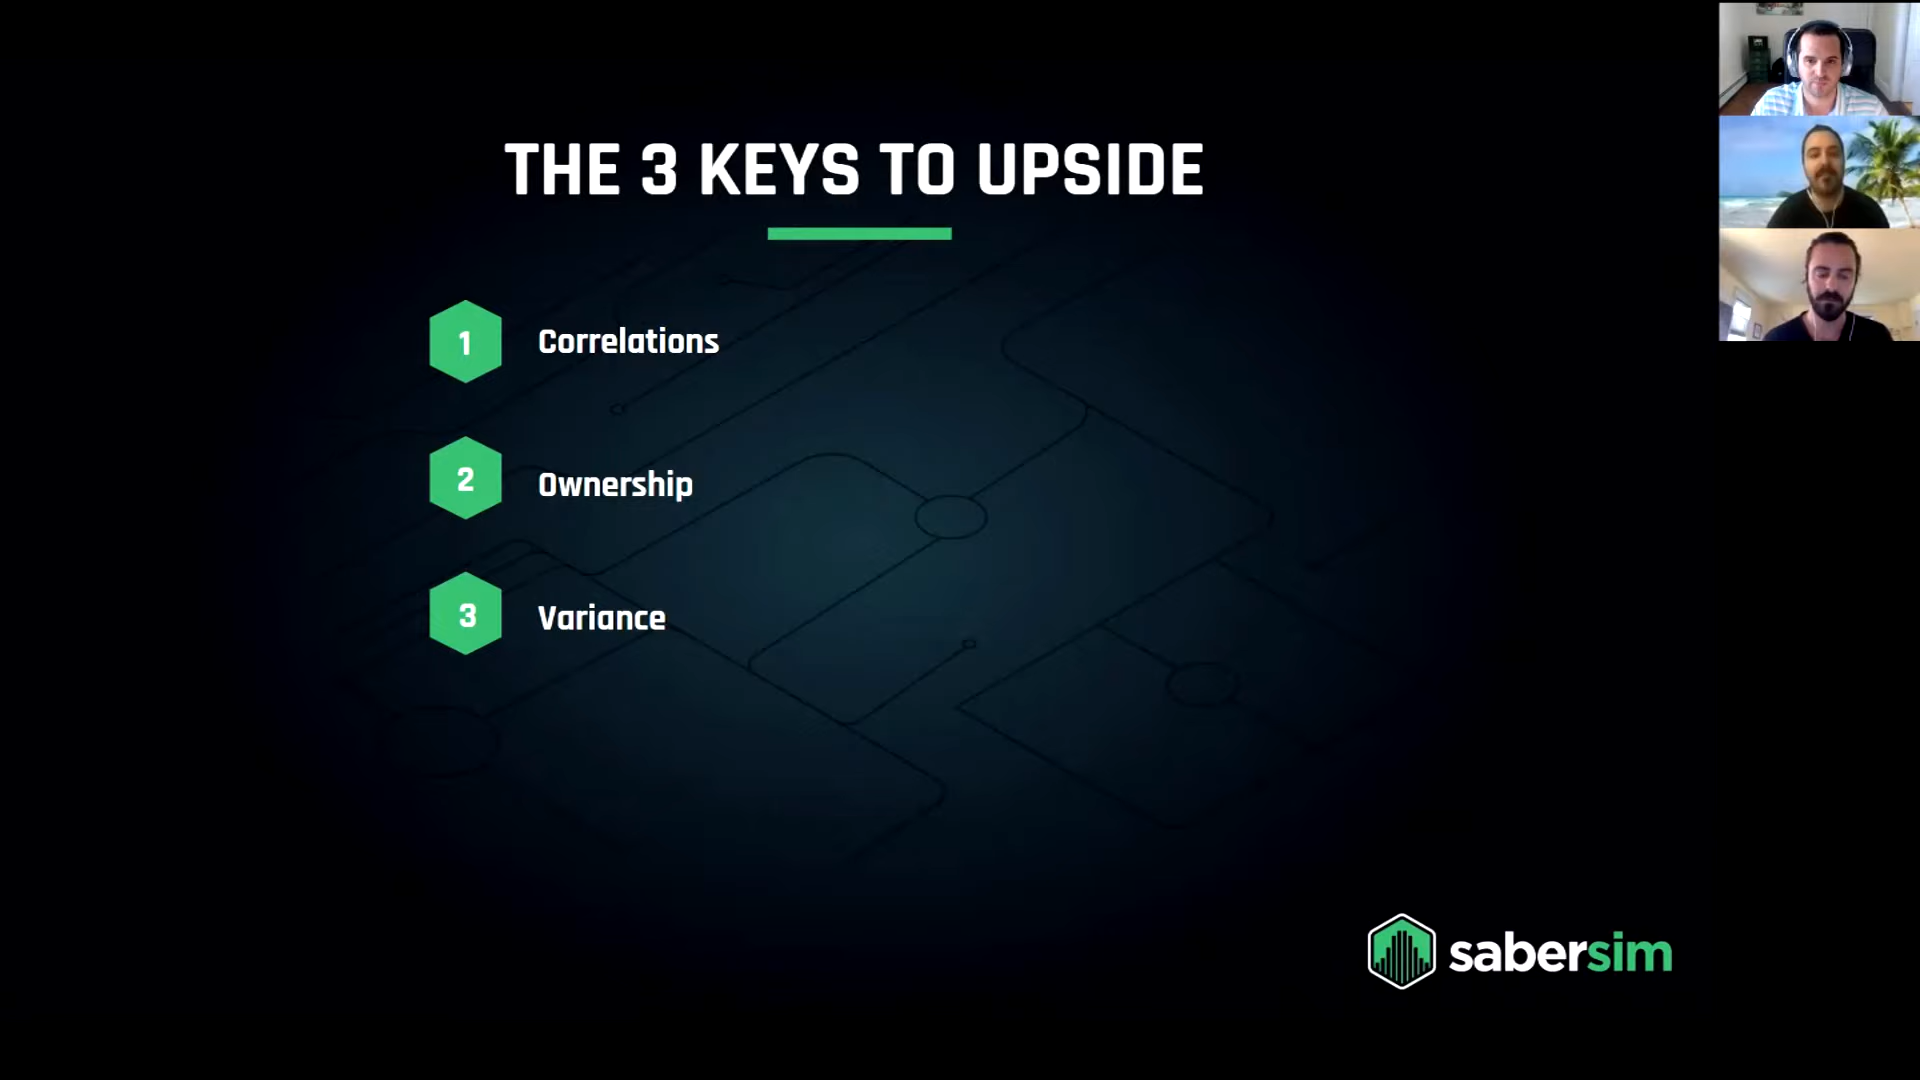 THE 3 KEYS TO UPSIDE
1 Correlations
2 Ownership
3 Variance
sabersim